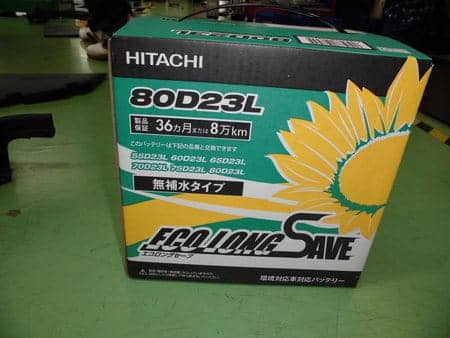 HITACHI
80D23L
製品保証 36カ月または8万km
このバッテリーは下記の品種と交換できます
55D23L 60D23L 65D23L
70D23L 75D23L 80D23L
無補水タイプ
ECO LONG SAVE
エコロングセーブ
環境対応車対応バッテリー